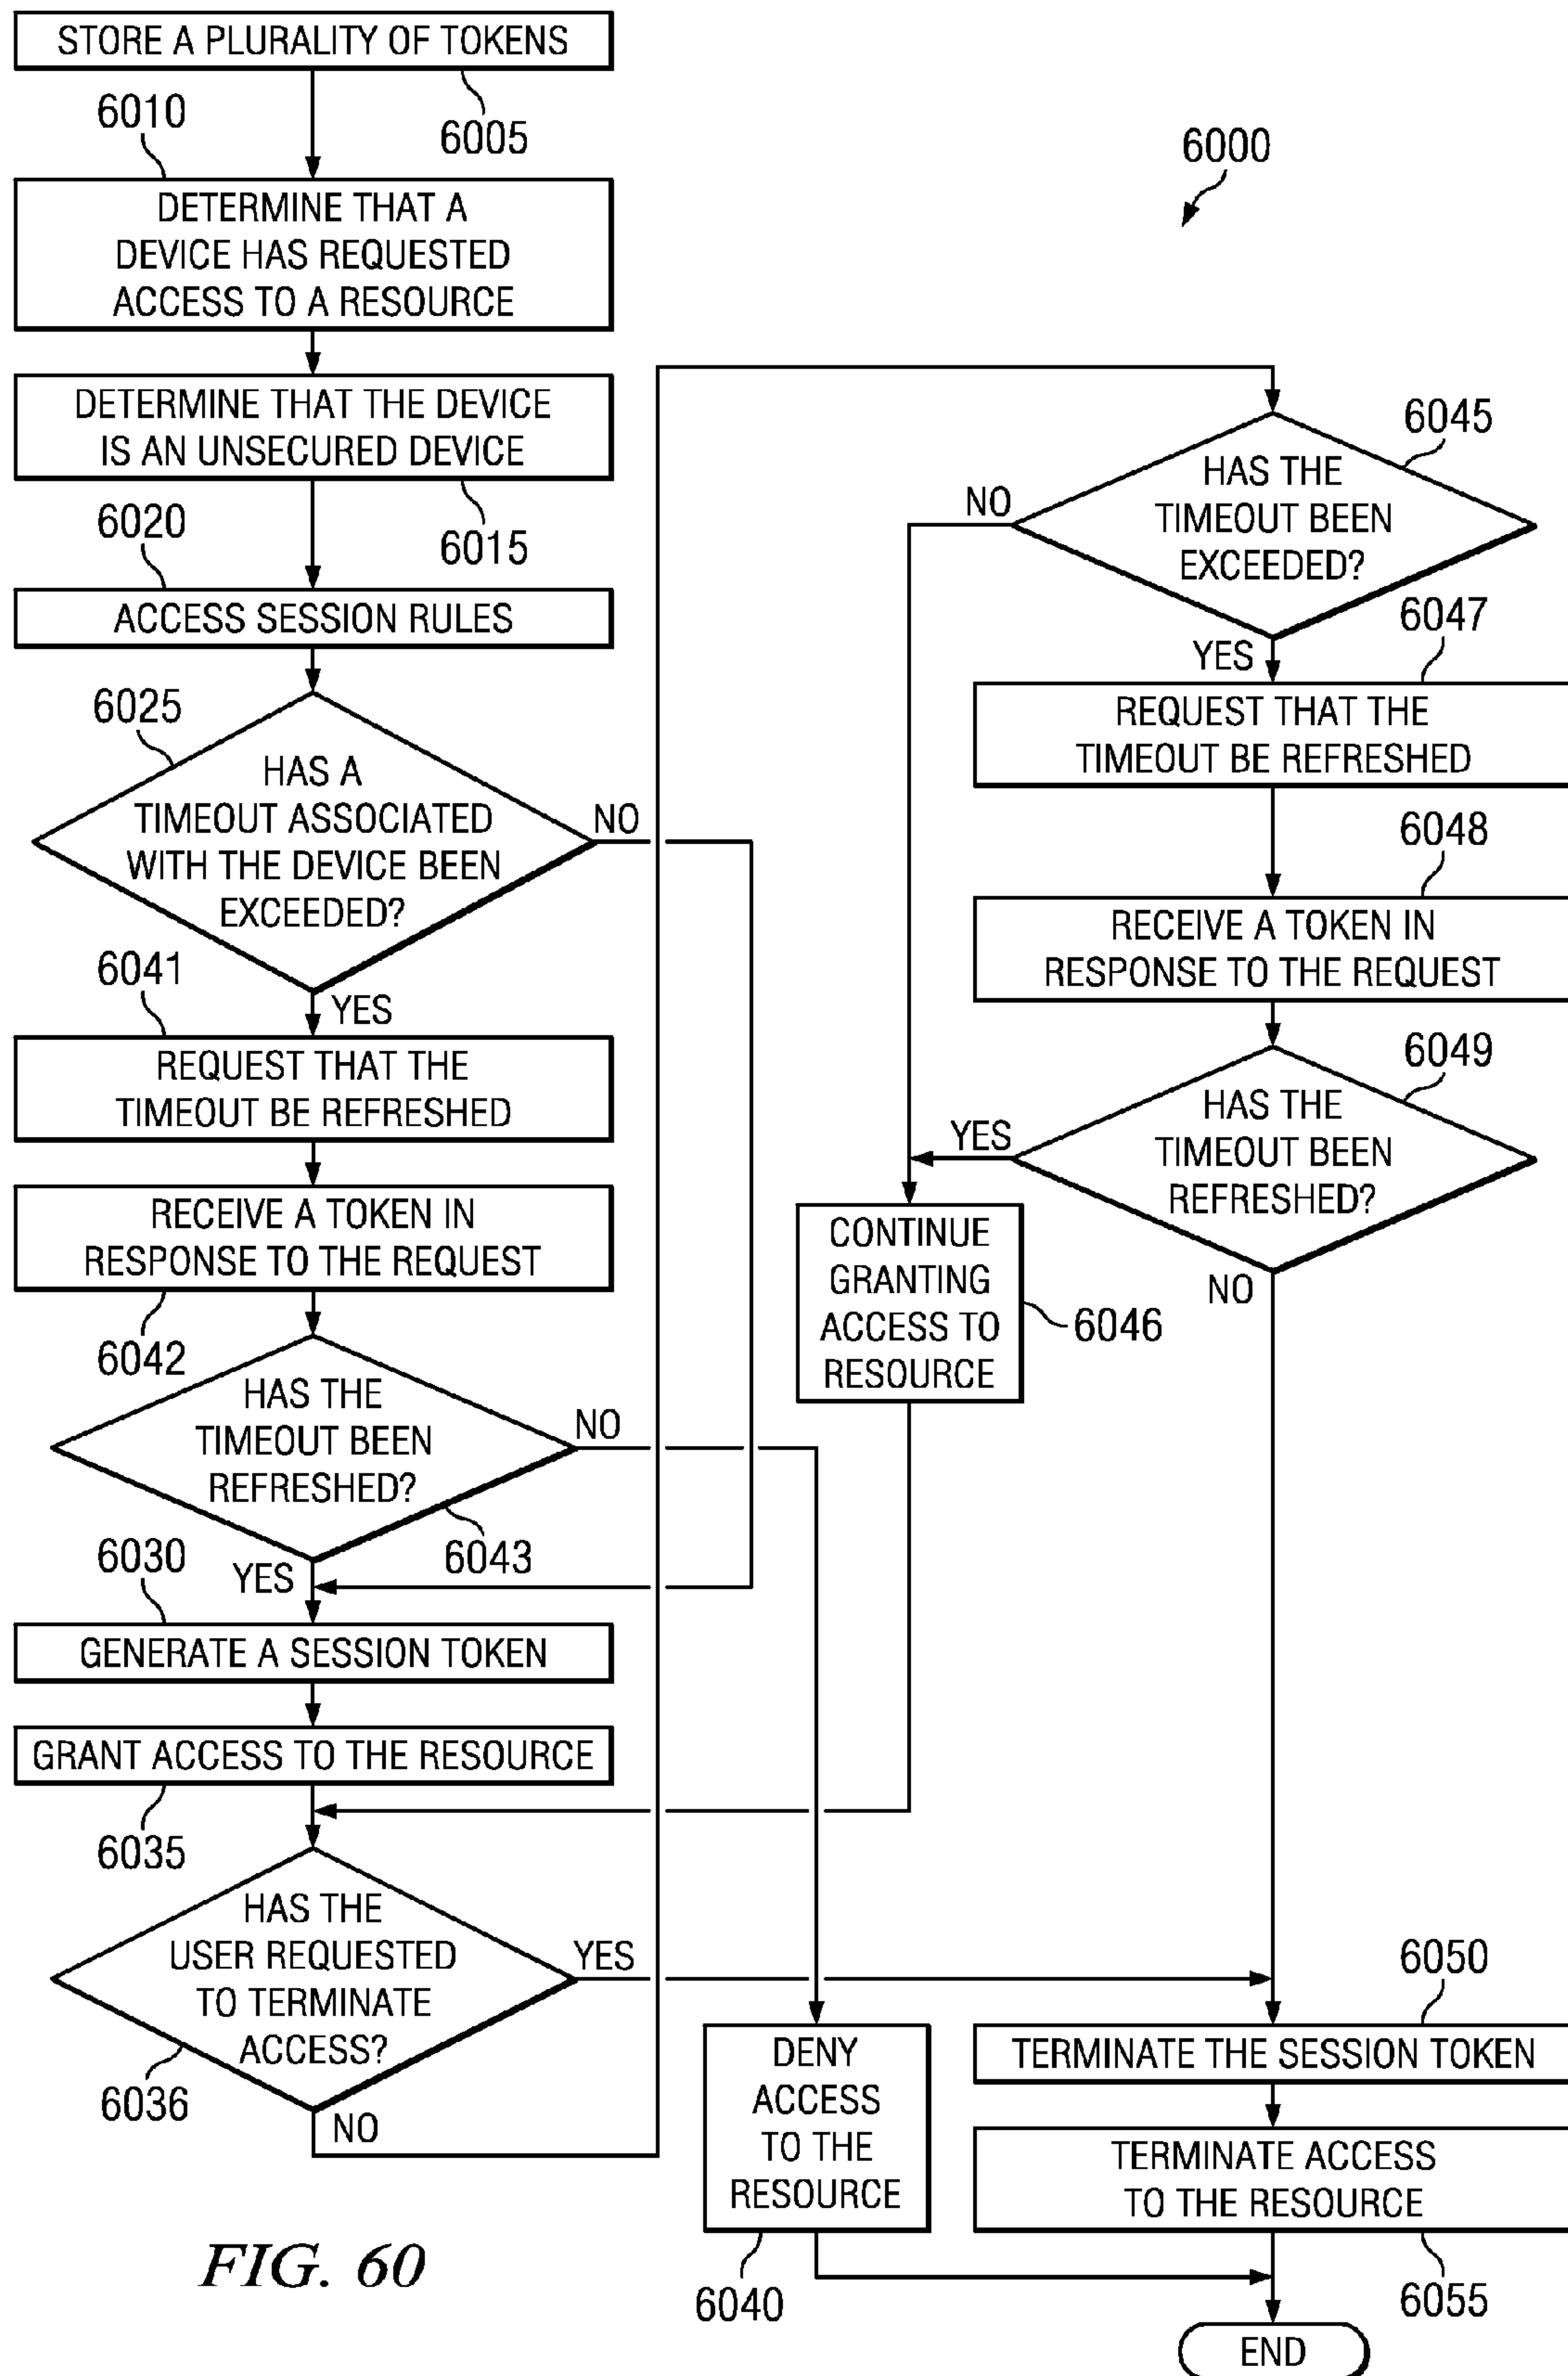 STORE A PLURALITY OF TOKENS
6005
6010
DETERMINE THAT A
DEVICE HAS REQUESTED
ACCESS TO A RESOURCE
DETERMINE THAT THE DEVICE
IS AN UNSECURED DEVICE
6015
6020
ACCESS SESSION RULES
6025
HAS A
TIMEOUT ASSOCIATED
WITH THE DEVICE BEEN
EXCEEDED?
NO
YES
6041
REQUEST THAT THE
TIMEOUT BE REFRESHED
RECEIVE A TOKEN IN
RESPONSE TO THE REQUEST
6042
HAS THE
TIMEOUT BEEN
REFRESHED?
NO
6043
YES
6030
GENERATE A SESSION TOKEN
GRANT ACCESS TO THE RESOURCE
6035
HAS THE
USER REQUESTED
TO TERMINATE
ACCESS?
YES
6036
NO
6000
6045
HAS THE
TIMEOUT BEEN
EXCEEDED?
NO
YES
6047
REQUEST THAT THE
TIMEOUT BE REFRESHED
6048
RECEIVE A TOKEN IN
RESPONSE TO THE REQUEST
6049
HAS THE
TIMEOUT BEEN
REFRESHED?
YES
NO
CONTINUE
GRANTING
ACCESS TO
RESOURCE
6046
DENY
ACCESS
TO THE
RESOURCE
6040
6050
TERMINATE THE SESSION TOKEN
TERMINATE ACCESS
TO THE RESOURCE
6055
END
FIG. 60